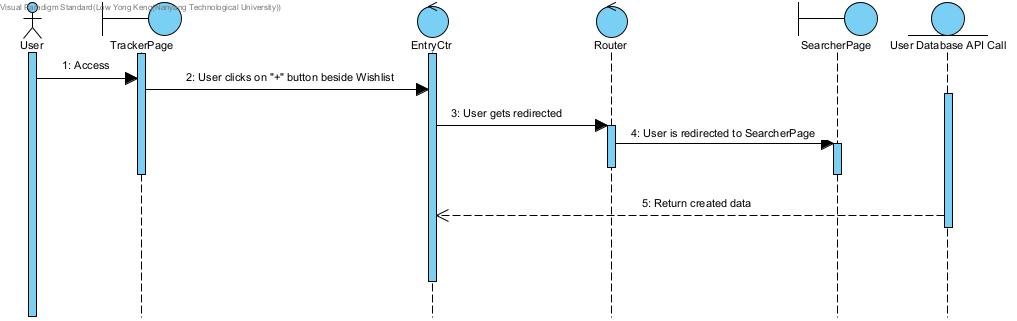 Visual Paradigm Standard(Low Yong Keng(Nanyang Technological University))
User
TrackerPage
EntryCtr
Router
SearcherPage
User Database API Call
1: Access
2: User clicks on "+" button beside Wishlist
3: User gets redirected
4: User is redirected to SearcherPage
5: Return created data